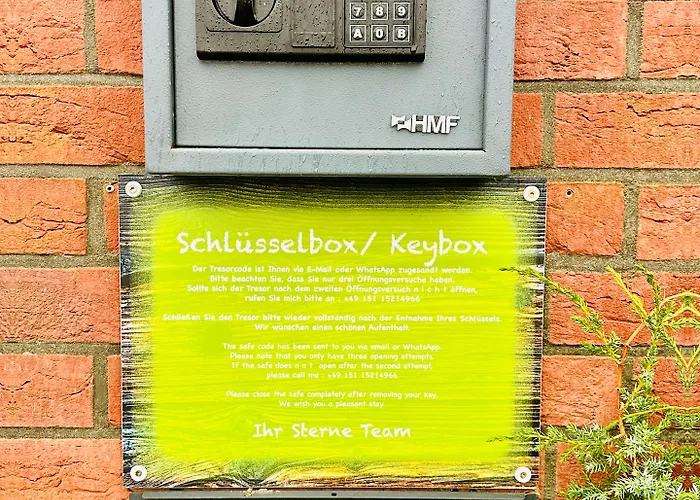 7 8 9
A 0 B
HMF
Schlüsselbox/ Keybox
Der Tresorcode ist Ihnen via E-Mail oder WhatsApp zugesandt worden.
Bitte beachten Sie, dass Sie nur drei Öffnungsversuche haben.
Sollte sich der Tresor nach dem zweiten Öffnungsversuch n i c h t öffnen,
rufen Sie mich bitte an : +49 151 15214966
Schließen Sie den Tresor bitte wieder vollständig nach der Entnahme Ihres Schlüssels.
Wir wünschen einen schönen Aufenthalt.
The safe code has been sent to you via email or WhatsApp.
Please note that you only have three opening attempts.
If the safe does n o t open after the second attempt,
please call me : +49 151 15214966
Please close the safe completely after removing your key.
We wish you a pleasant stay.
Ihr Sterne Team